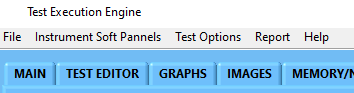 Test Execution Engine
File Instrument Soft Pannels Test Options Report Help
MAIN TEST EDITOR GRAPHS IMAGES